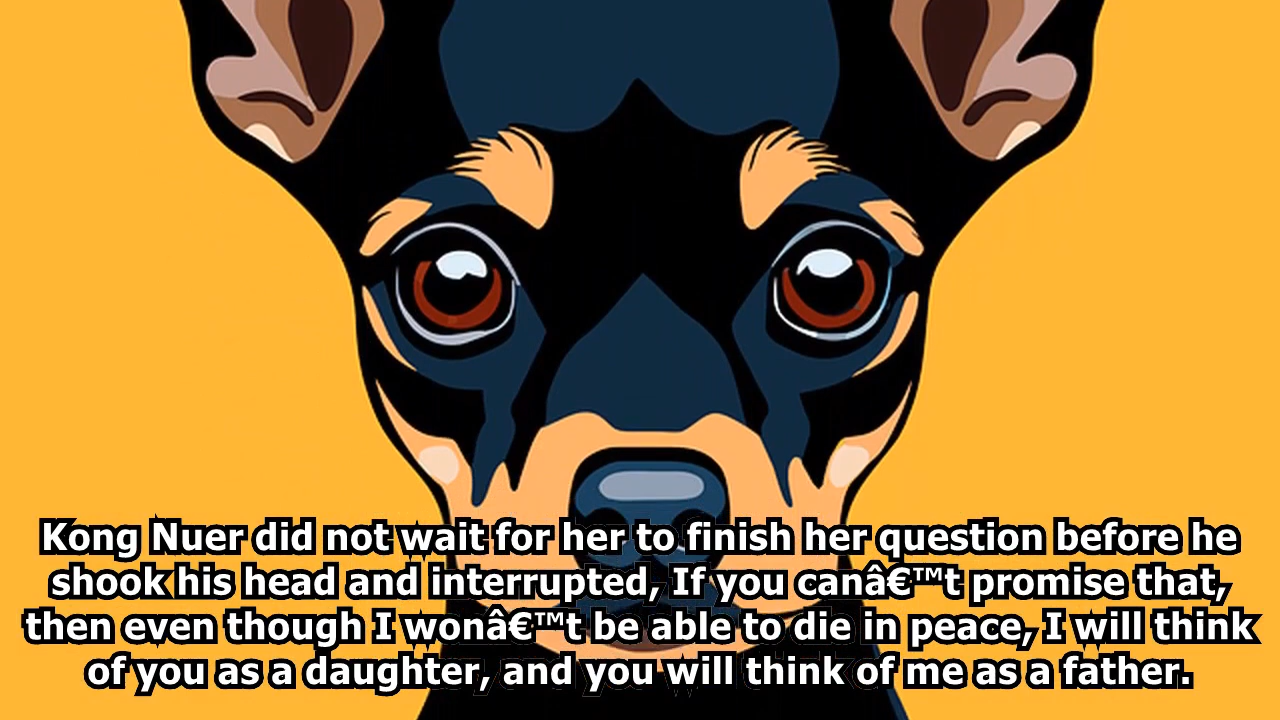 Kong Nuer did not wait for her to finish her question before he
shook his head and interrupted, If you canâ€™t promise that,
then even though I wonâ€™t be able to die in peace, I will think
of you as a daughter, and you will think of me as a father.